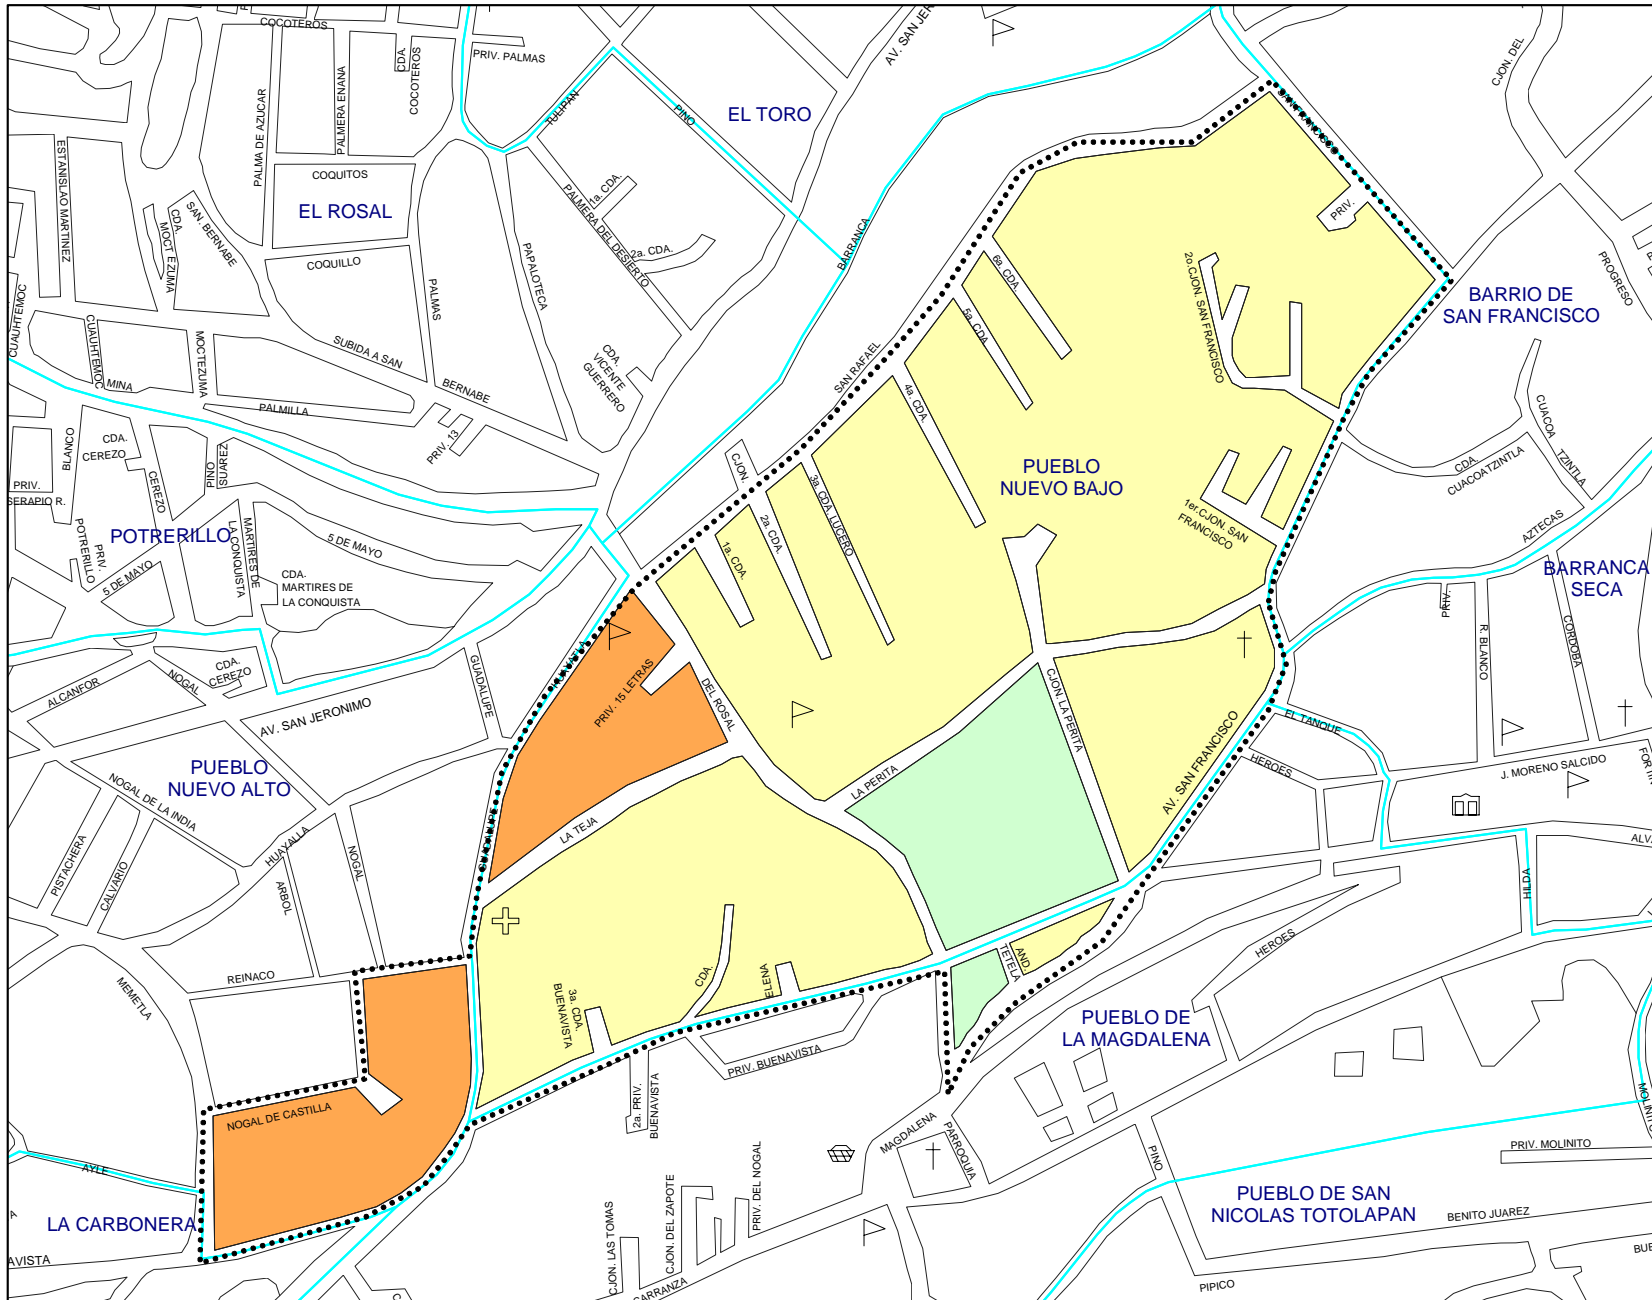 COCOTEROS
CDA.
COCOTEROS
PRIV. PALMAS
AV. SAN JER
CJON. DEL
PALMA DE AZUCAR
PALMERA ENANA
TULIPAN
PINO
EL TORO
SAN FRANCISCO
ESTANISLAO MARTINEZ
COQUITOS
EL ROSAL
1a. CDA.
PALMERA DEL DESIERTO
2a. CDA.
CDA.
MOCTEZUMA
SAN. BERNABE
COQUILLO
PAPALOTECA
BARRANCA
PRIV.
6a. CDA.
2o.CJON. SAN FRANCISCO
PROGRESO
BARRIO DE
SAN FRANCISCO
CUAUHTEMOC
CUAUHTEMOC
MOCTEZUMA
PALMAS
5a. CDA.
SUBIDA A SAN
BERNABE
CDA.
VICENTE
GUERRERO
SAN RAFAEL
MINA
PALMILLA
4a. CDA.
CUACOA
TZINTLA
CDA.
CUACOATZINTLA
BLANCO
CDA.
CEREZO
CEREZO
PINO
SUAREZ
PRIV. 13
CJON.
3a. CDA. LUCERO
PUEBLO
NUEVO BAJO
PRIV.
SERAPIO R.
1er.CJON. SAN
FRANCISCO
AZTECAS
POTRERILLO
PRIV.
POTRERILLO
5 DE MAYO
5 DE MAYO
MARTIRES DE
LA CONQUISTA
CDA.
MARTIRES DE
LA CONQUISTA
1a. CDA.
2a. CDA.
BARRANCA
SECA
PRIV.
R. BLANCO
CORDOBA
HUAYATLA
PRIV. 15 LETRAS
DEL ROSAL
CJON. LA PERITA
ALCANFOR
NOGAL
CDA.
CEREZO
GUADALUPE
AV. SAN JERONIMO
EL TANQUE
AV. SAN FRANCISCO
PUEBLO
NUEVO ALTO
HEROES
J. MORENO SALCIDO
FORTIN
LA PERITA
NOGAL DE LA INDIA
LA TEJA
GUADALUPE
HUAYALLA
NOGAL
ALV
PISTACHERA
CALVARIO
ARBOL
HILDA
REINACO
MEMETLA
CDA.
ELENA
3a. CDA.
BUENAVISTA
AND.
TETELA
HEROES
PUEBLO DE
LA MAGDALENA
PRIV. BUENAVISTA
2a. PRIV.
BUENAVISTA
NOGAL DE CASTILLA
MAGDALENA
PARROQUIA
PINO
MOLINITO
PRIV. MOLINITO
AYLE
PRIV. DEL NOGAL
CJON. DEL ZAPOTE
CJON. LAS TOMAS
LA CARBONERA
PUEBLO DE SAN
NICOLAS TOTOLAPAN
BENITO JUAREZ
AVISTA
BUE
CARRANZA
PIPICO